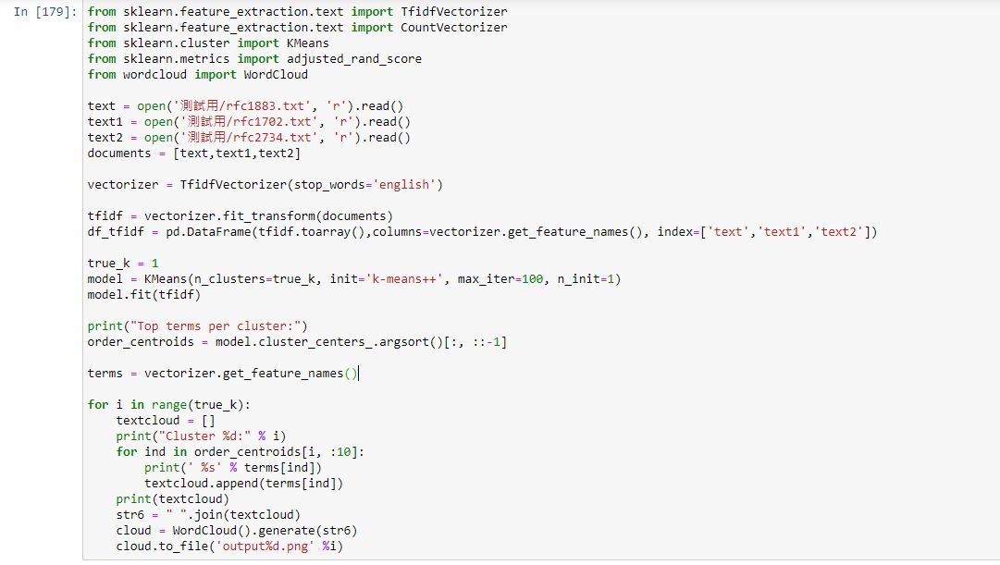 In [179]:
from sklearn.feature_extraction.text import TfidfVectorizer
from sklearn.feature_extraction.text import CountVectorizer
from sklearn.cluster import KMeans
from sklearn.metrics import adjusted_rand_score
from wordcloud import WordCloud

text = open('測試用/rfc1883.txt', 'r').read()
text1 = open('測試用/rfc1702.txt', 'r').read()
text2 = open('測試用/rfc2734.txt', 'r').read()
documents = [text,text1,text2]

vectorizer = TfidfVectorizer(stop_words='english')

tfidf = vectorizer.fit_transform(documents)
df_tfidf = pd.DataFrame(tfidf.toarray(),columns=vectorizer.get_feature_names(), index=['text','text1','text2'])

true_k = 1
model = KMeans(n_clusters=true_k, init='k-means++', max_iter=100, n_init=1)
model.fit(tfidf)

print("Top terms per cluster:")
order_centroids = model.cluster_centers_.argsort()[:, ::-1]

terms = vectorizer.get_feature_names()

for i in range(true_k):
    textcloud = []
    print("Cluster %d:" % i)
    for ind in order_centroids[i, :10]:
        print(' %s' % terms[ind])
        textcloud.append(terms[ind])
    print(textcloud)
    str6 = " ".join(textcloud)
    cloud = WordCloud().generate(str6)
    cloud.to_file('output%d.png' %i)